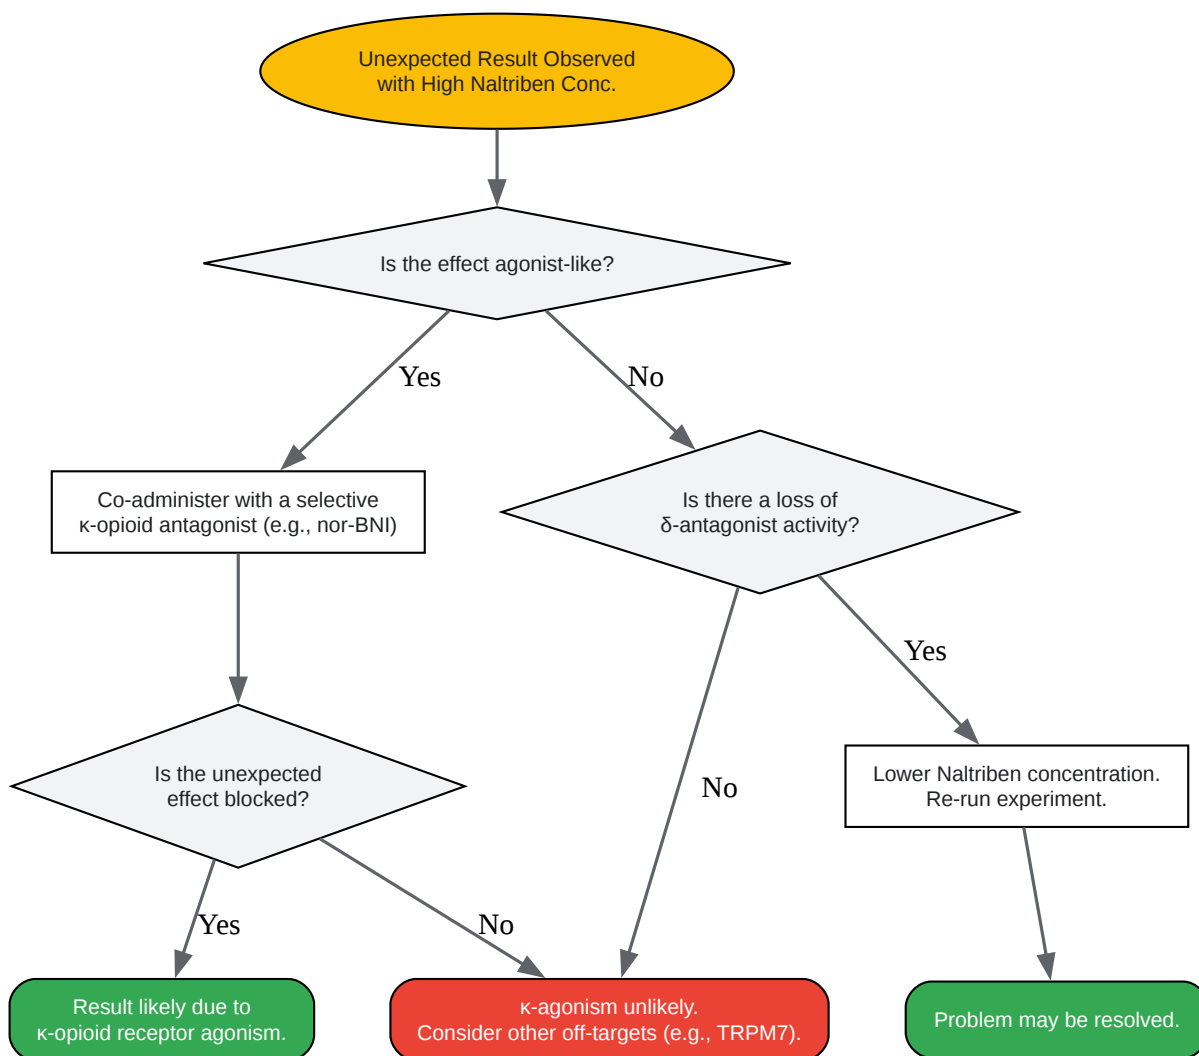 Unexpected Result Observed
with High Naltriben Conc.
Is the effect agonist-like?
Yes
No
Co-administer with a selective
κ-opioid antagonist (e.g., nor-BNI)
Is there a loss of
δ-antagonist activity?
Yes
No
Is the unexpected
effect blocked?
Lower Naltriben concentration.
Re-run experiment.
Yes
No
Result likely due to
κ-opioid receptor agonism.
κ-agonism unlikely.
Consider other off-targets (e.g., TRPM7).
Problem may be resolved.